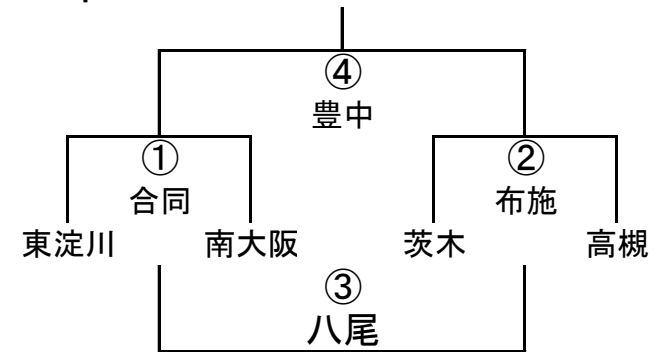 ④
豊中
① ②
合同 布施
東淀川 南大阪 茨木 高槻
③
八尾